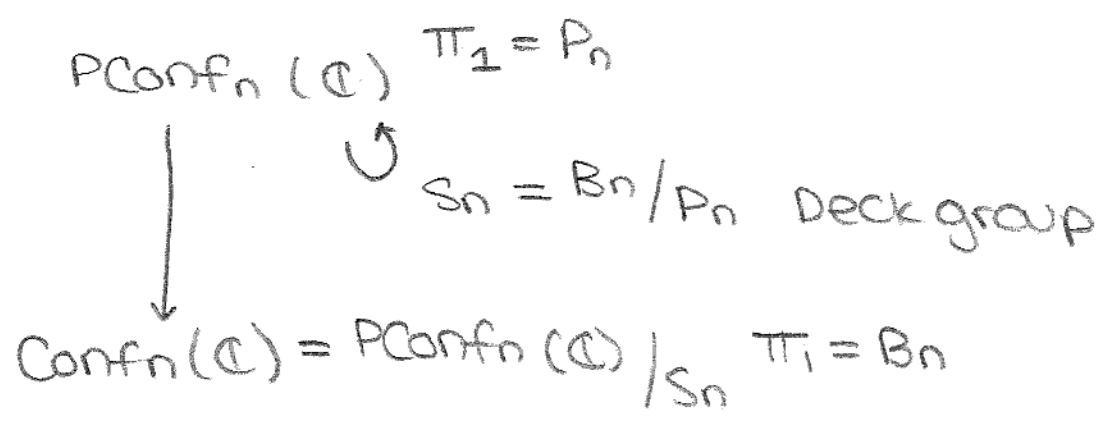 PConfn (ℂ) π1 = Pn
Sn = Bn/Pn Deck group
Confn(ℂ) = PConfn (ℂ)/Sn π1 = Bn